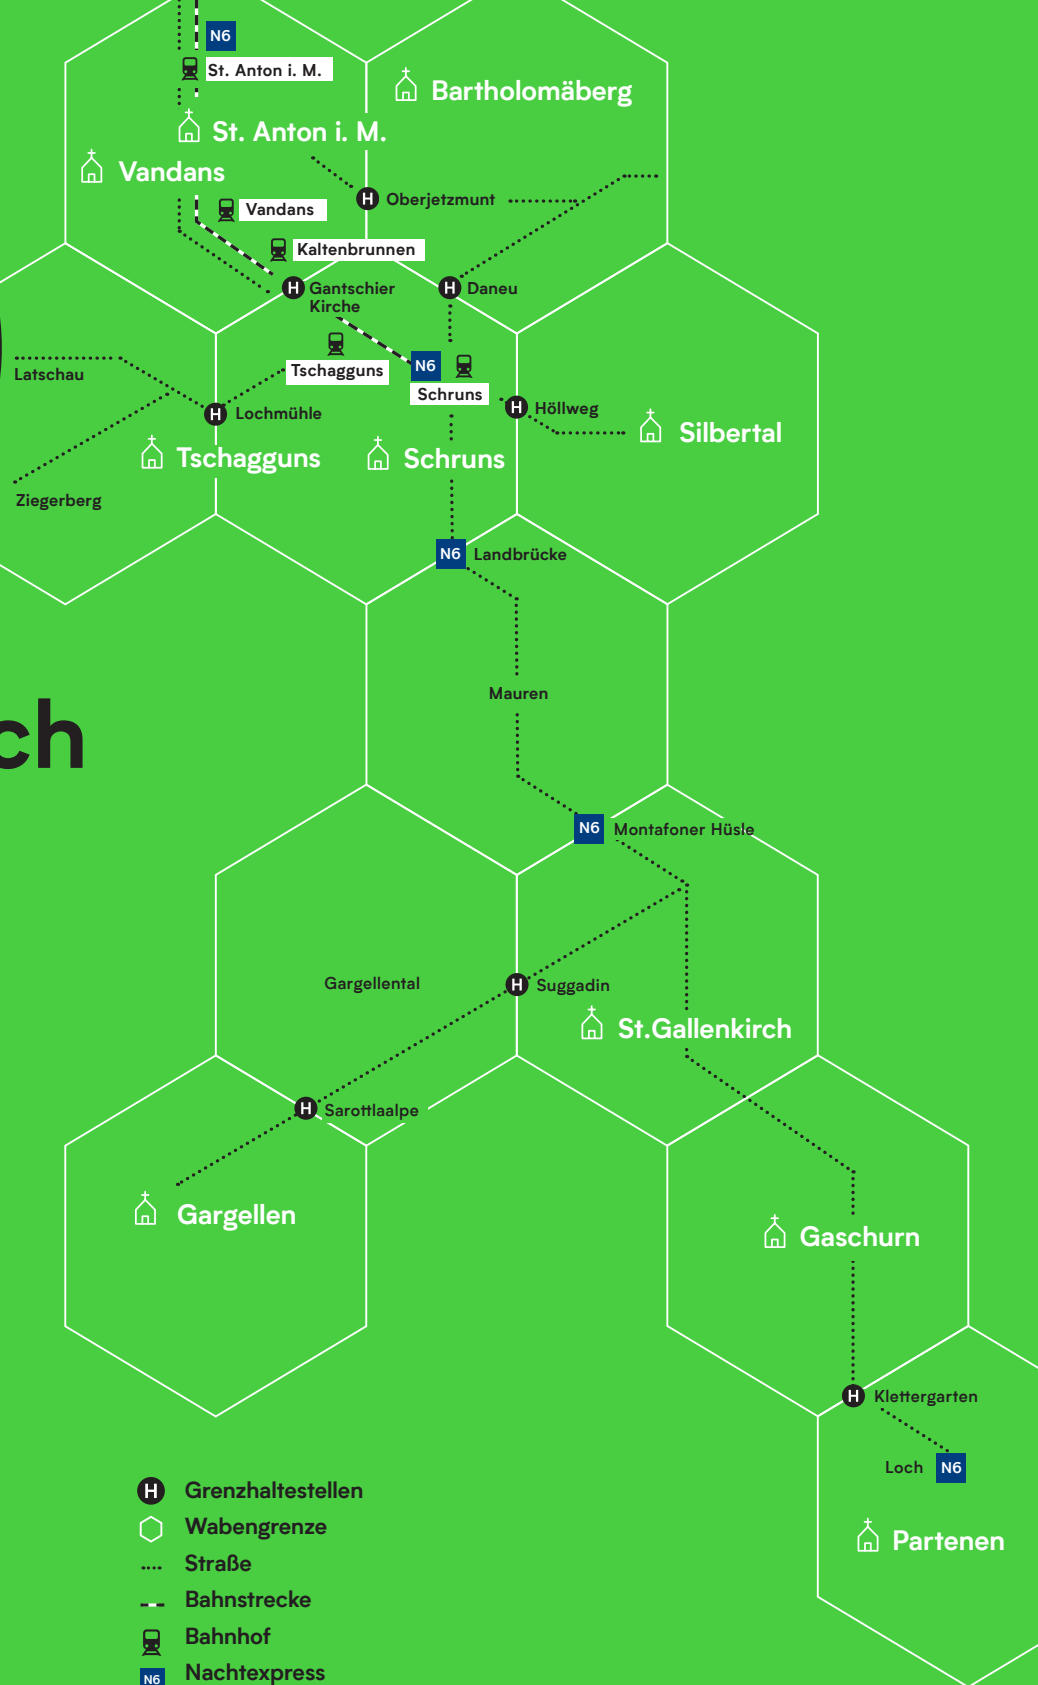 N6
St. Anton i. M.
Bartholomäberg
St. Anton i. M.
Vandans
H Oberjetzmunt
Vandans
Kaltenbrunnen
H Gantschier
Kirche
H Daneu
Tschagguns
N6
Schruns
Latschau
H Lochmühle
H Höllweg
Silbertal
Tschagguns
Schruns
Ziegerberg
N6 Landbrücke
Mauren
ch
N6 Montafoner Hüsle
Gargellental
H Suggadin
St.Gallenkirch
H Sarottlaalpe
Gargellen
Gaschurn
H Klettergarten
Loch N6
Partenen
H Grenzhaltestellen
Wabengrenze
Straße
Bahnstrecke
Bahnhof
N6 Nachtexpress